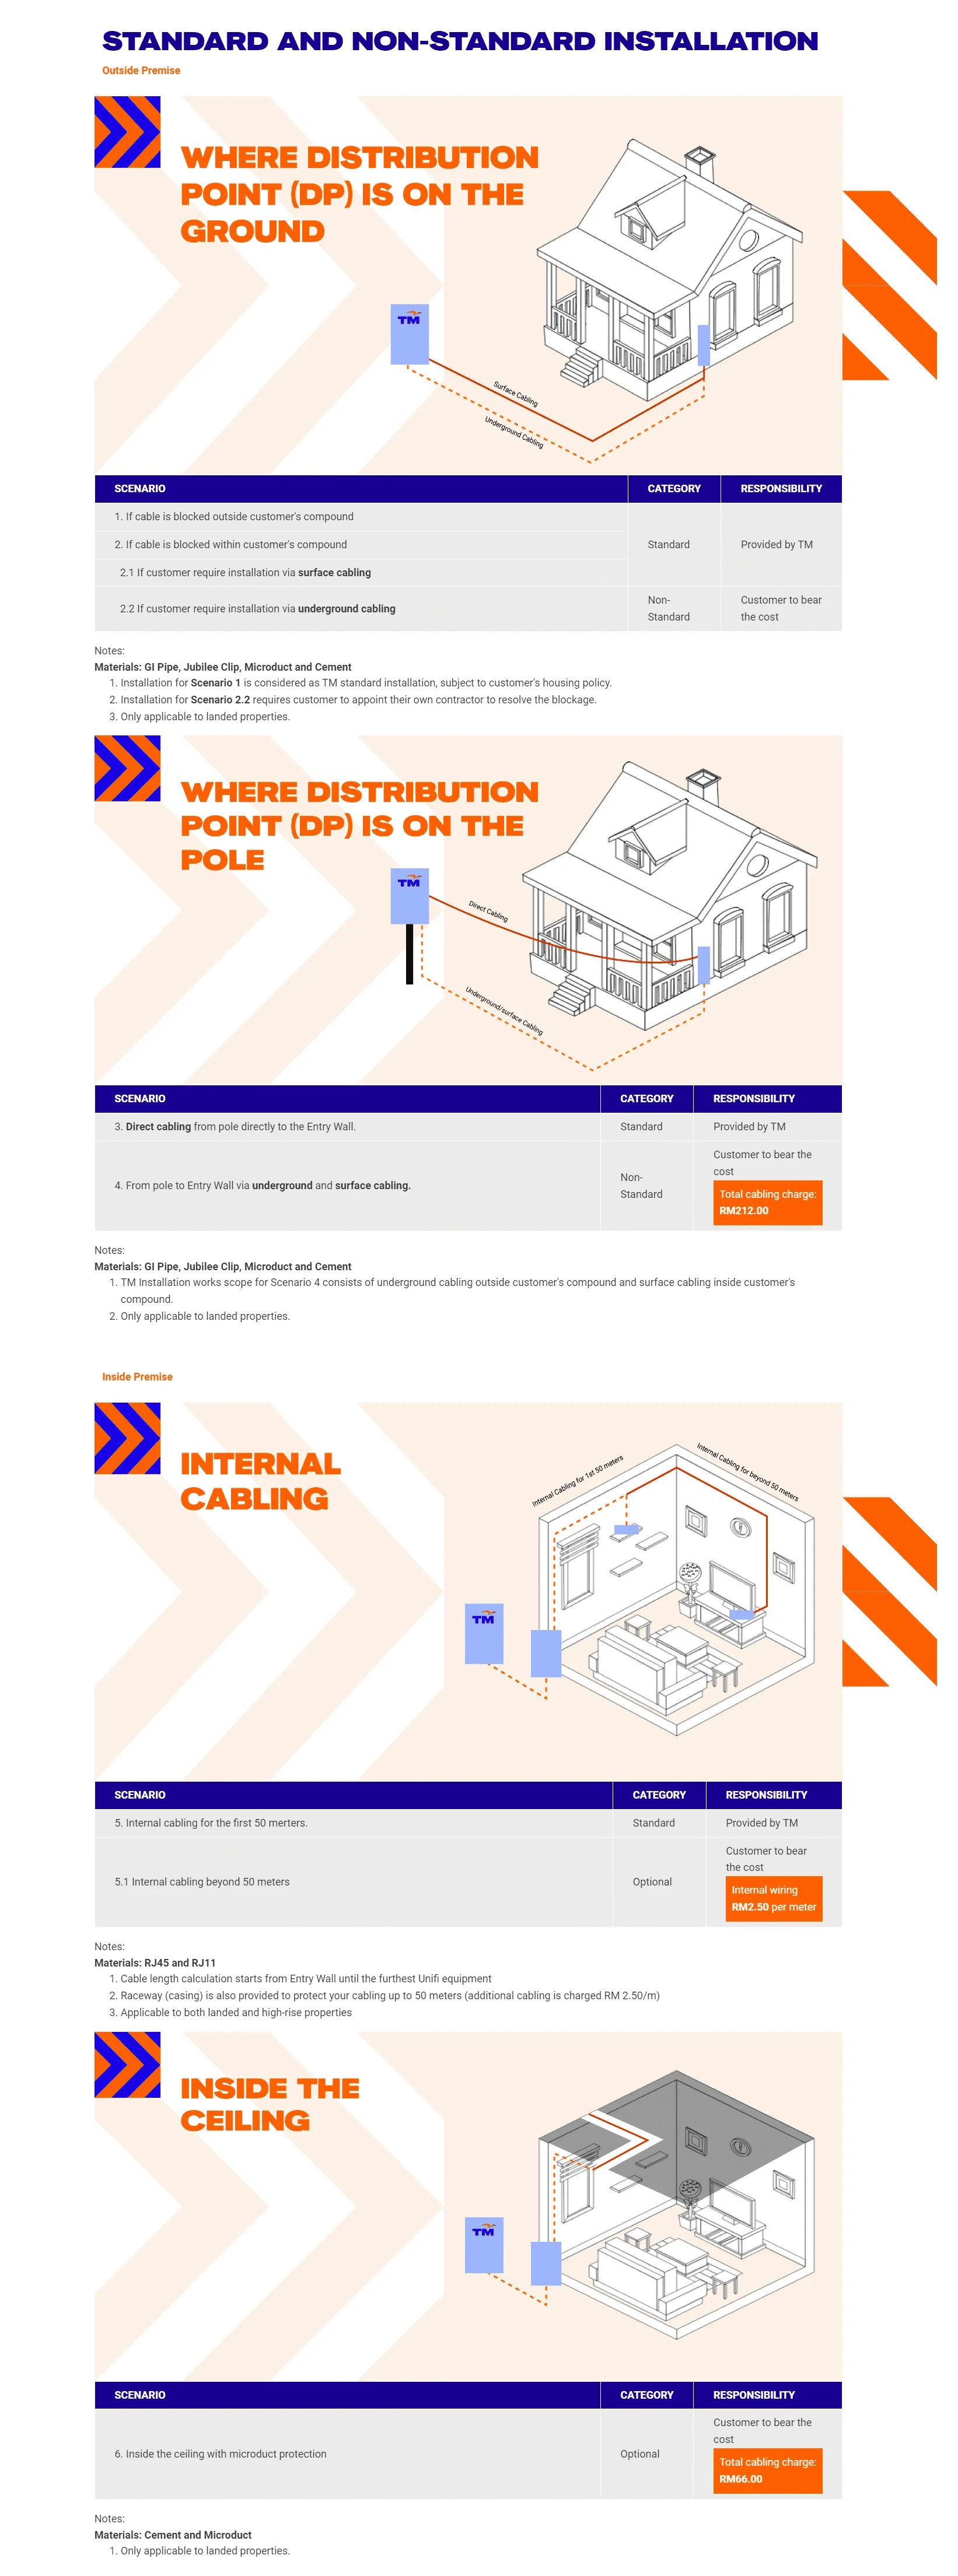 STANDARD AND NON-STANDARD INSTALLATION
Outside Premise
WHERE DISTRIBUTION
POINT (DP) IS ON THE
GROUND
TM
Surface Cabling
Underground Cabling
SCENARIO CATEGORY RESPONSIBILITY
1. If cable is blocked outside customer's compound
2. If cable is blocked within customer's compound
Standard Provided by TM
2.1 If customer require installation via surface cabling
2.2 If customer require installation via underground cabling
Non-
Standard
Customer to bear
the cost
Notes:
Materials: GI Pipe, Jubilee Clip, Microduct and Cement
1. Installation for Scenario 1 is considered as TM standard installation, subject to customer's housing policy.
2. Installation for Scenario 2.2 requires customer to appoint their own contractor to resolve the blockage.
3. Only applicable to landed properties.
WHERE DISTRIBUTION
POINT (DP) IS ON THE
POLE
TM
Direct Cabling
Underground/surface Cabling
SCENARIO CATEGORY RESPONSIBILITY
3. Direct cabling from pole directly to the Entry Wall. Standard Provided by TM
4. From pole to Entry Wall via underground and surface cabling.
Non-
Standard
Customer to bear the
cost
Total cabling charge:
RM212.00
Notes:
Materials: GI Pipe, Jubilee Clip, Microduct and Cement
1. TM Installation works scope for Scenario 4 consists of underground cabling outside customer's compound and surface cabling inside customer's
compound.
2. Only applicable to landed properties.
Inside Premise
INTERNAL
CABLING
Internal Cabling for 1st 50 meters
Internal Cabling for beyond 50 meters
TM
SCENARIO CATEGORY RESPONSIBILITY
5. Internal cabling for the first 50 merters. Standard Provided by TM
5.1 Internal cabling beyond 50 meters Optional
Customer to bear
the cost
Internal wiring
RM2.50 per meter
Notes:
Materials: RJ45 and RJ11
1. Cable length calculation starts from Entry Wall until the furthest Unifi equipment
2. Raceway (casing) is also provided to protect your cabling up to 50 meters (additional cabling is charged RM 2.50/m)
3. Applicable to both landed and high-rise properties
INSIDE THE
CEILING
TM
SCENARIO CATEGORY RESPONSIBILITY
6. Inside the ceiling with microduct protection Optional
Customer to bear the
cost
Total cabling charge:
RM66.00
Notes:
Materials: Cement and Microduct
1. Only applicable to landed properties.